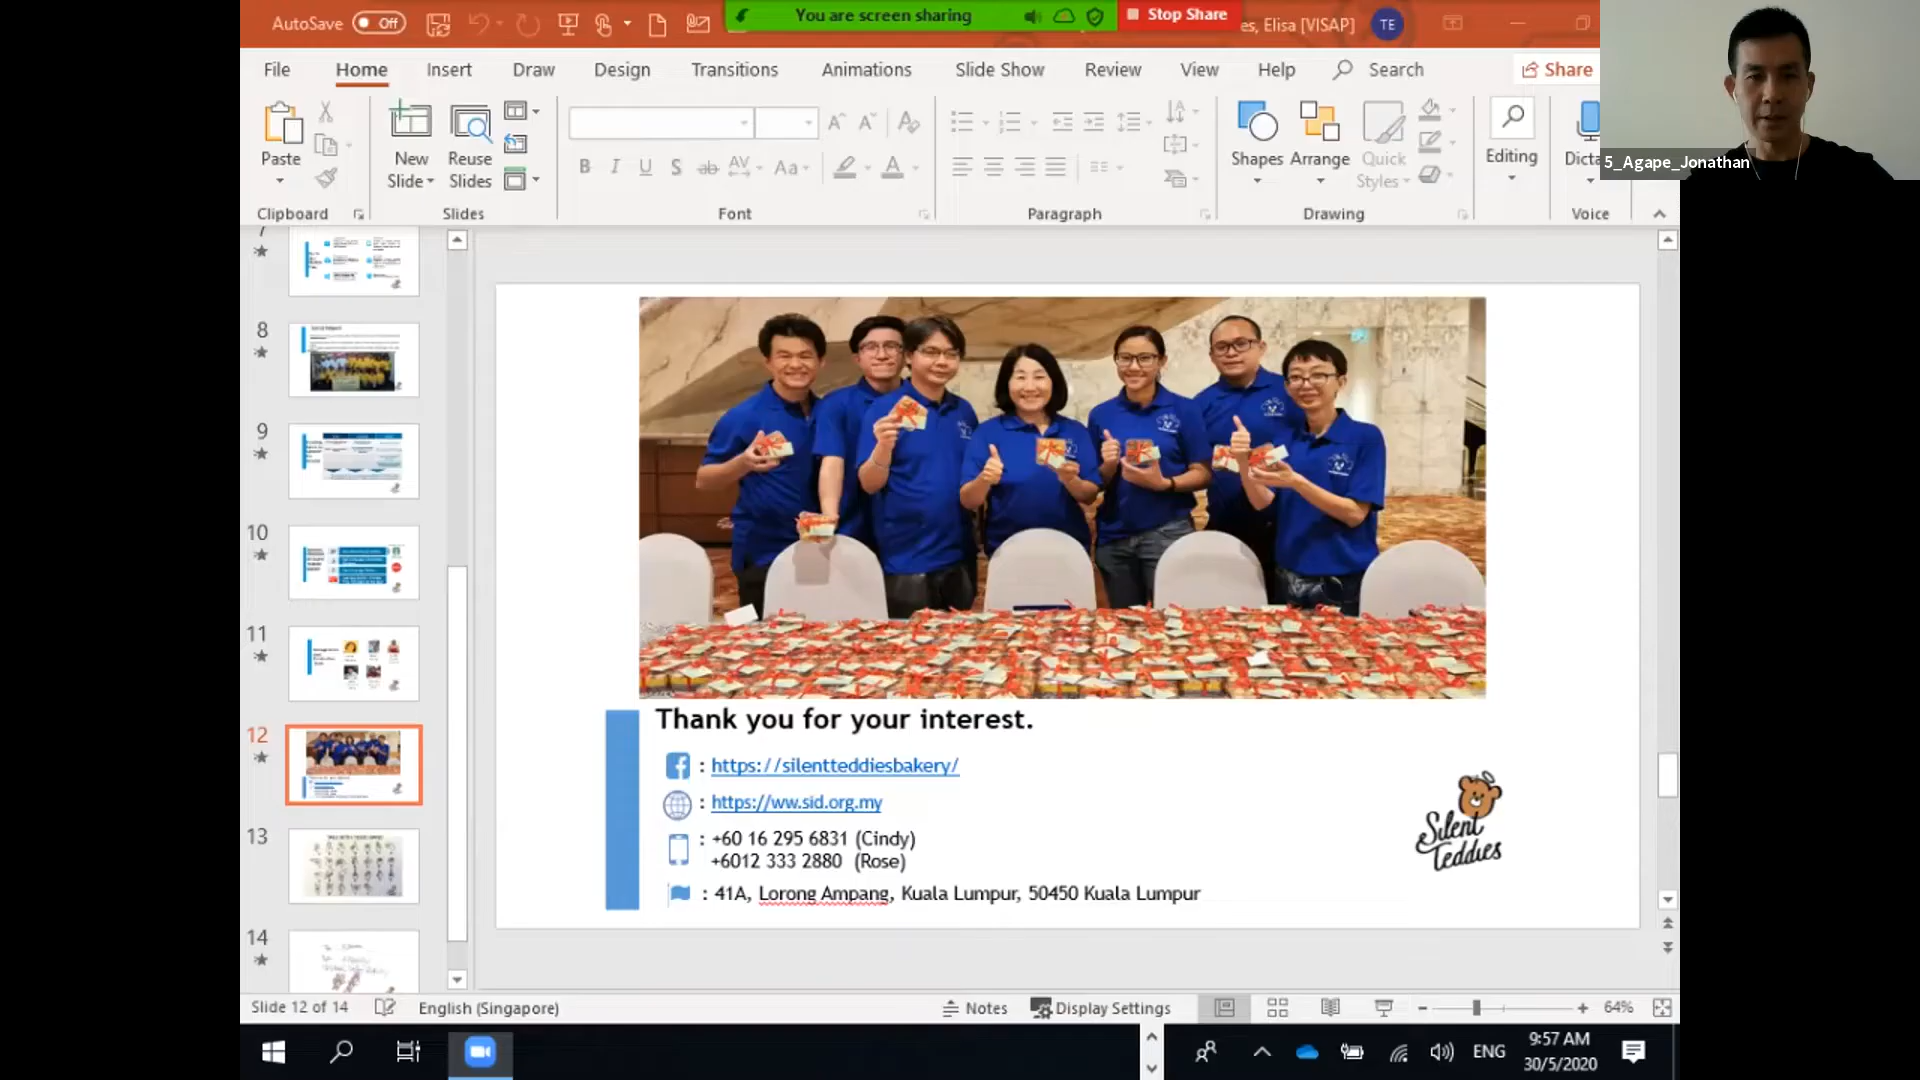 AutoSave Off
You are screen sharing
Stop Share
es, Elisa [VISAP]
TE
File Home Insert Draw Design Transitions Animations Slide Show Review View Help Search Share
Paste
New Slide
Reuse Slides
Shapes Arrange Quick Styles
Editing
Dicta
Clipboard Slides Font Paragraph Drawing Voice
5_Agape_Jonathan
7
8
9
10
11
12
13
14
Thank you for your interest.
: https://silentteddiesbakery/
: https://ww.sid.org.my
: +60 16 295 6831 (Cindy)
+6012 333 2880 (Rose)
: 41A, Lorong Ampang, Kuala Lumpur, 50450 Kuala Lumpur
Silent
Teddies
Slide 12 of 14 English (Singapore) Notes Display Settings 64%
ENG
9:57 AM
30/5/2020